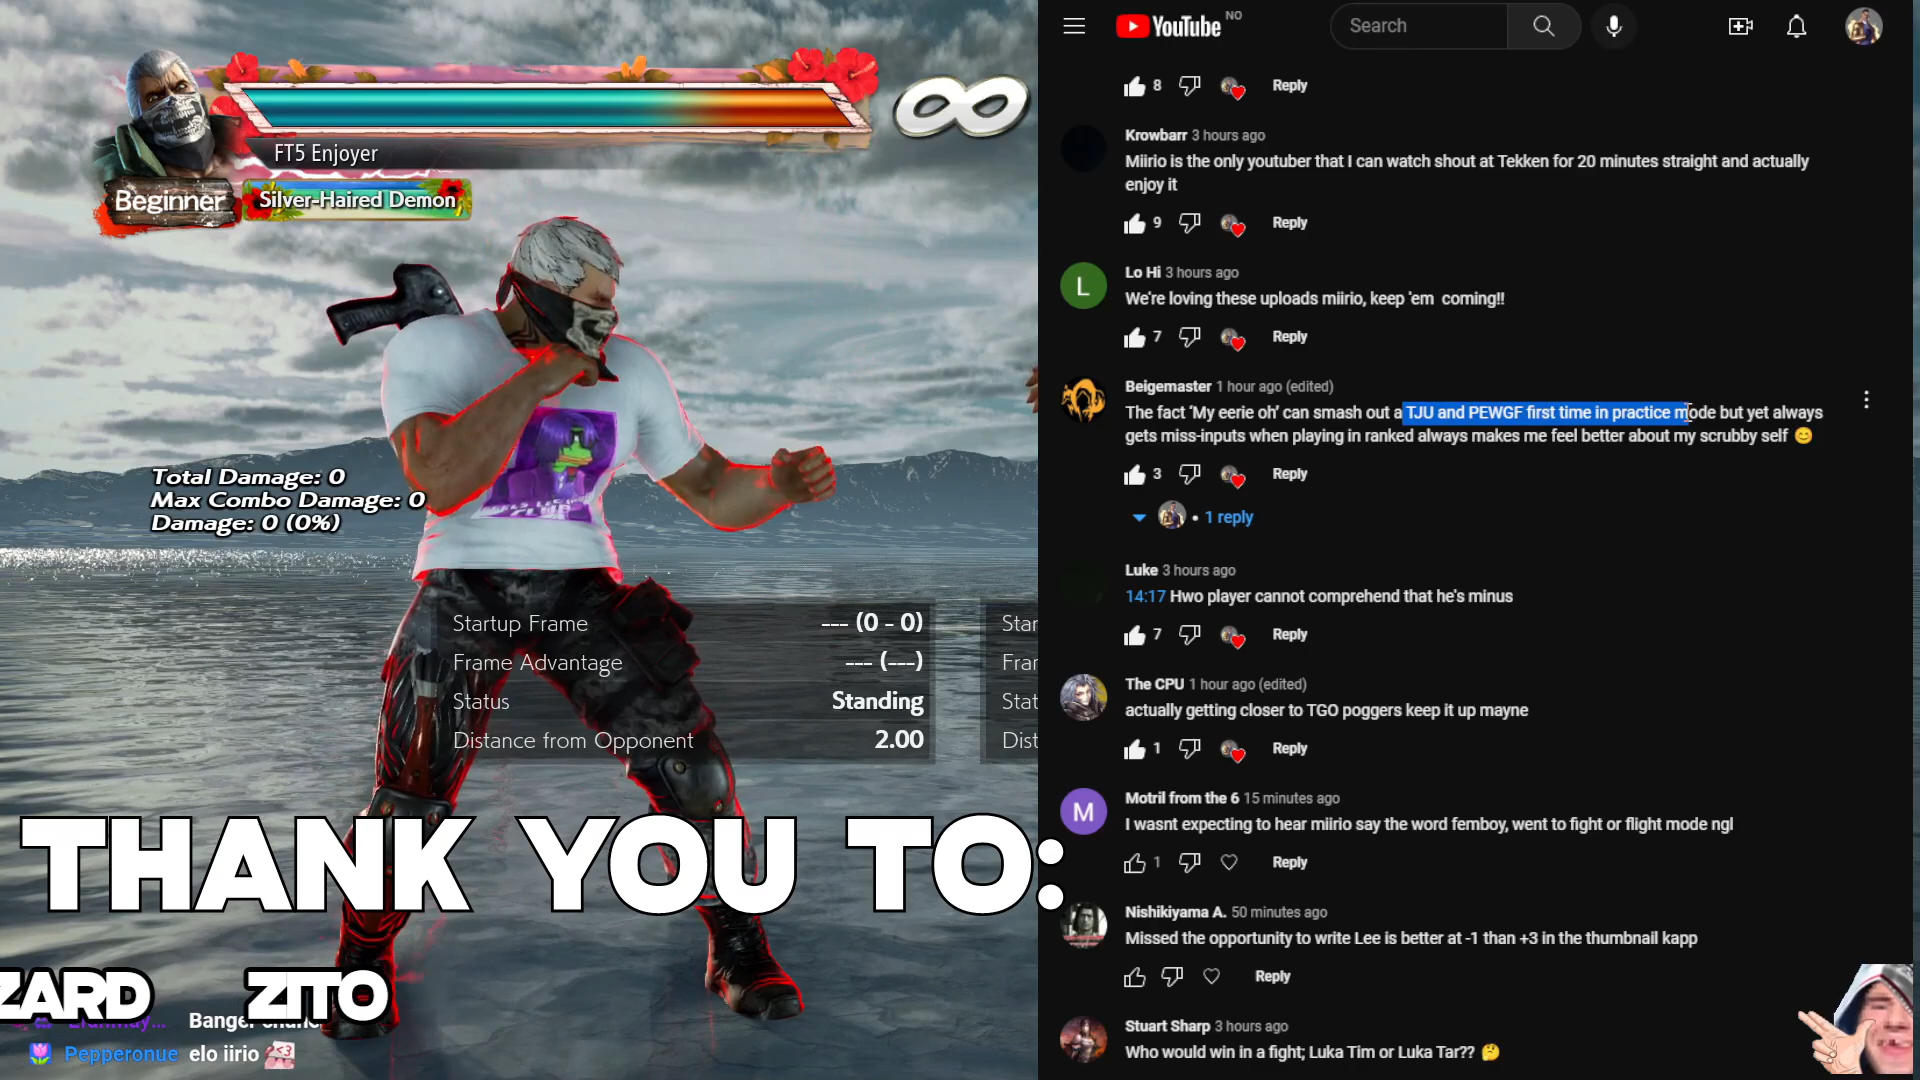 FT5 Enjoyer
Beginner
Silver-Haired Demon
Total Damage: 0
Max Combo Damage: 0
Damage: 0 (0%)
Startup Frame --- (0 - 0)
Frame Advantage --- (---)
Status Standing
Distance from Opponent 2.00
Star
Frar
Stat
Dist
THANK YOU TO:
ZARD ZITO
Pepperonue elo iirio
YouTube NO
Search
8 Reply
Krowbarr 3 hours ago
Miirio is the only youtuber that I can watch shout at Tekken for 20 minutes straight and actually
enjoy it
9 Reply
L
Lo Hi 3 hours ago
We're loving these uploads miirio, keep 'em coming!!
7 Reply
Beigemaster 1 hour ago (edited)
The fact 'My eerie oh' can smash out a TJU and PEWGF first time in practice mode but yet always
gets miss-inputs when playing in ranked always makes me feel better about my scrubby self 😊
3 Reply
• 1 reply
Luke 3 hours ago
14:17 Hwo player cannot comprehend that he's minus
7 Reply
The CPU 1 hour ago (edited)
actually getting closer to TGO poggers keep it up mayne
1 Reply
M
Motril from the 6 15 minutes ago
I wasnt expecting to hear miirio say the word femboy, went to fight or flight mode ngl
1 Reply
Nishikiyama A. 50 minutes ago
Missed the opportunity to write Lee is better at -1 than +3 in the thumbnail kapp
Reply
Stuart Sharp 3 hours ago
Who would win in a fight; Luka Tim or Luka Tar?? 🤔